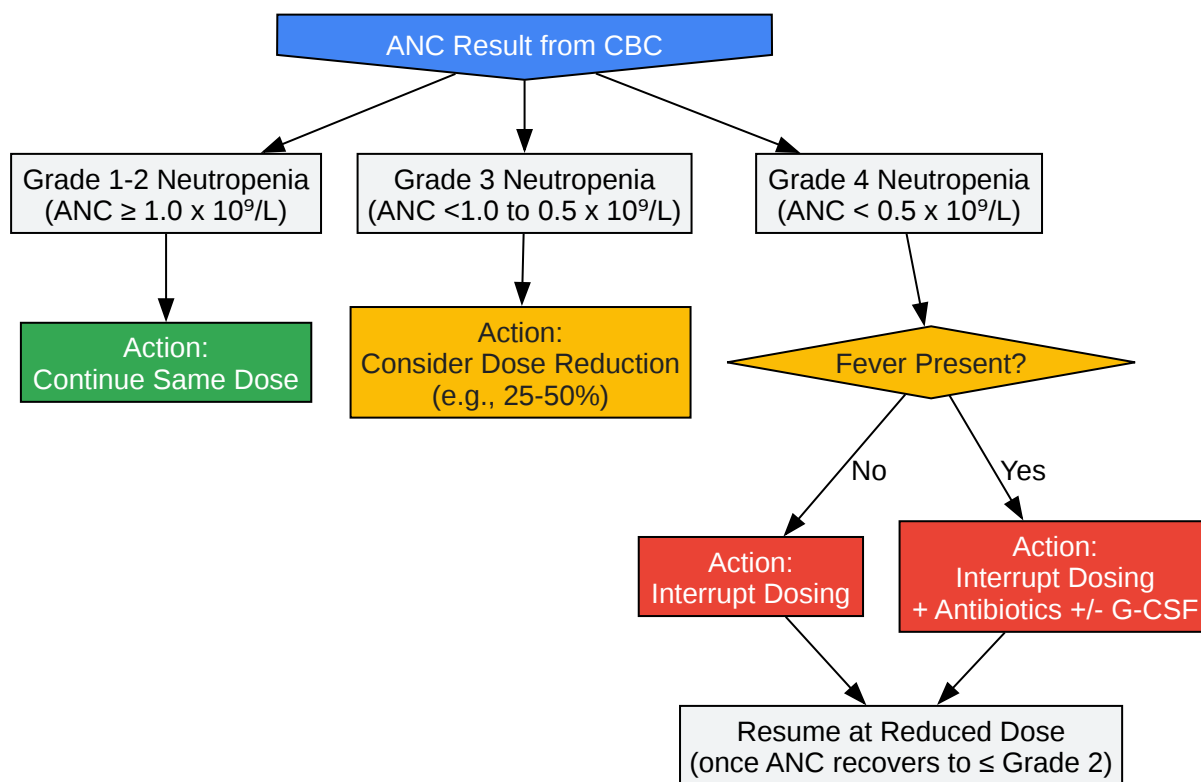 ANC Result from CBC
Grade 1-2 Neutropenia
(ANC ≥ 1.0 x 10⁹/L)
Grade 3 Neutropenia
(ANC <1.0 to 0.5 x 10⁹/L)
Grade 4 Neutropenia
(ANC < 0.5 x 10⁹/L)
Action:
Continue Same Dose
Action:
Consider Dose Reduction
(e.g., 25-50%)
Fever Present?
No
Yes
Action:
Interrupt Dosing
Action:
Interrupt Dosing
+ Antibiotics +/- G-CSF
Resume at Reduced Dose
(once ANC recovers to ≤ Grade 2)